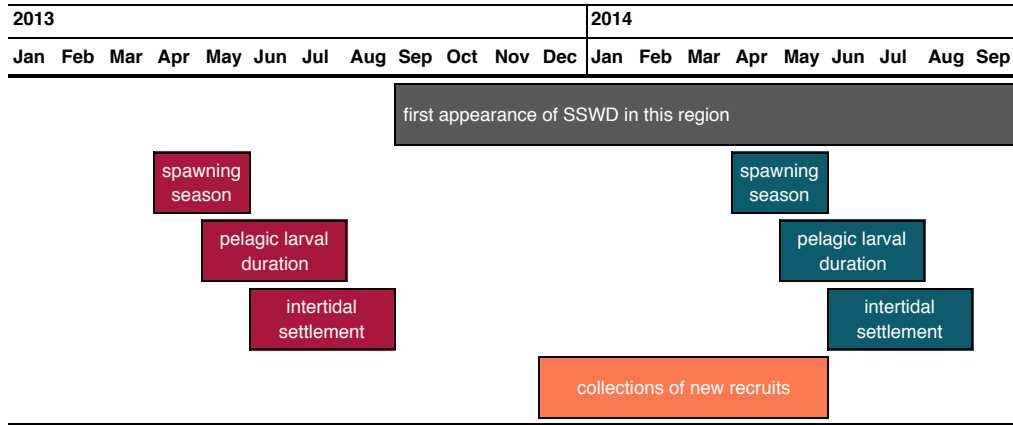 2013 2014
Jan Feb Mar Apr May Jun Jul Aug Sep Oct Nov Dec Jan Feb Mar Apr May Jun Jul Aug Sep
first appearance of SSWD in this region
spawning
season
spawning
season
pelagic larval
duration
pelagic larval
duration
intertidal
settlement
intertidal
settlement
collections of new recruits